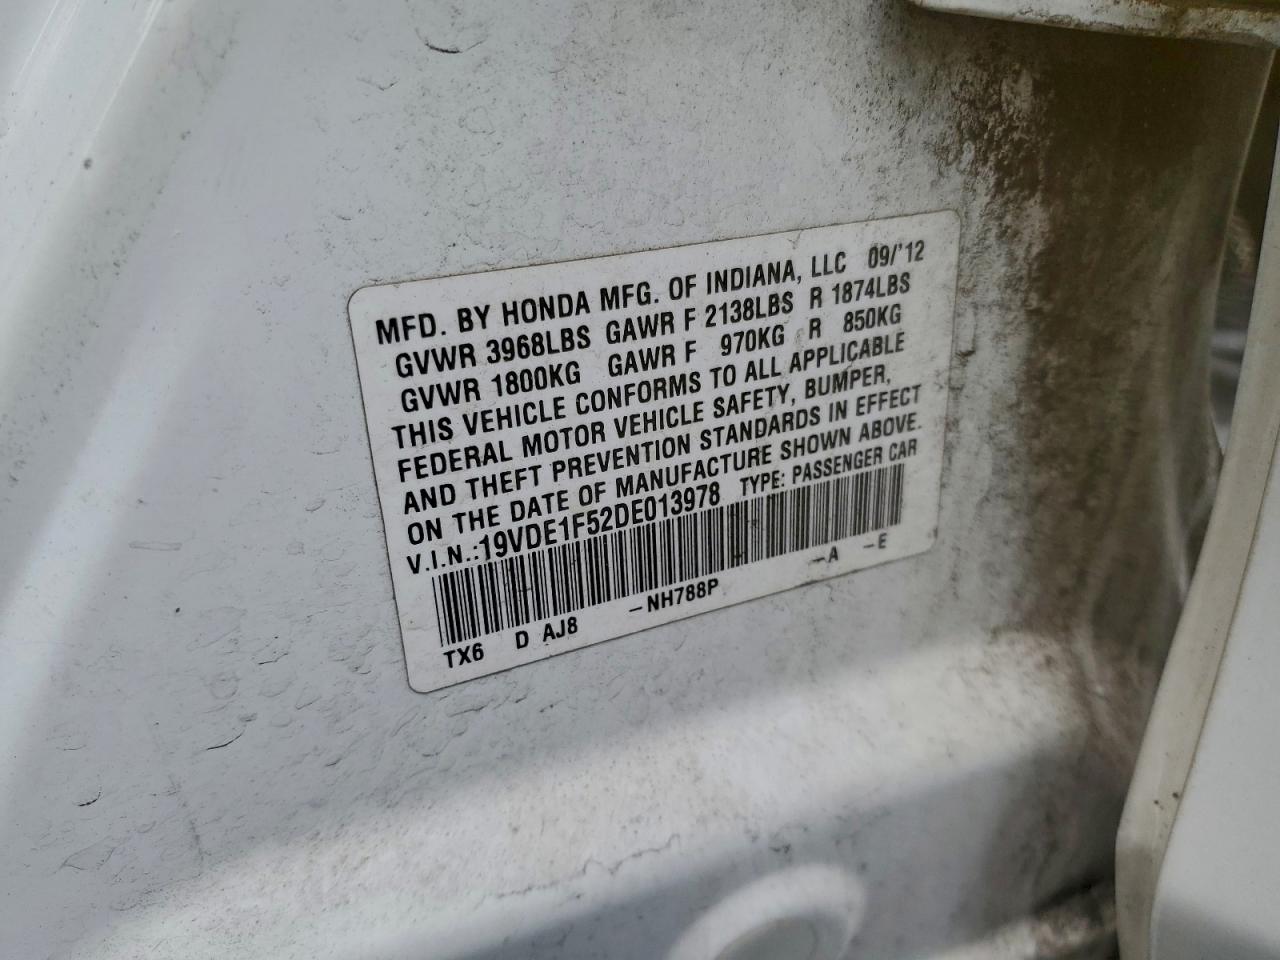 MFD. BY HONDA MFG. OF INDIANA, LLC 09/'12
GVWR 3968LBS GAWR F 2138LBS R 1874LBS
GVWR 1800KG GAWR F 970KG R 850KG
THIS VEHICLE CONFORMS TO ALL APPLICABLE
FEDERAL MOTOR VEHICLE SAFETY, BUMPER,
AND THEFT PREVENTION STANDARDS IN EFFECT
ON THE DATE OF MANUFACTURE SHOWN ABOVE.
V.I.N.:19VDE1F52DE013978 TYPE: PASSENGER CAR
TX6 D AJ8 -NH788P -A -E